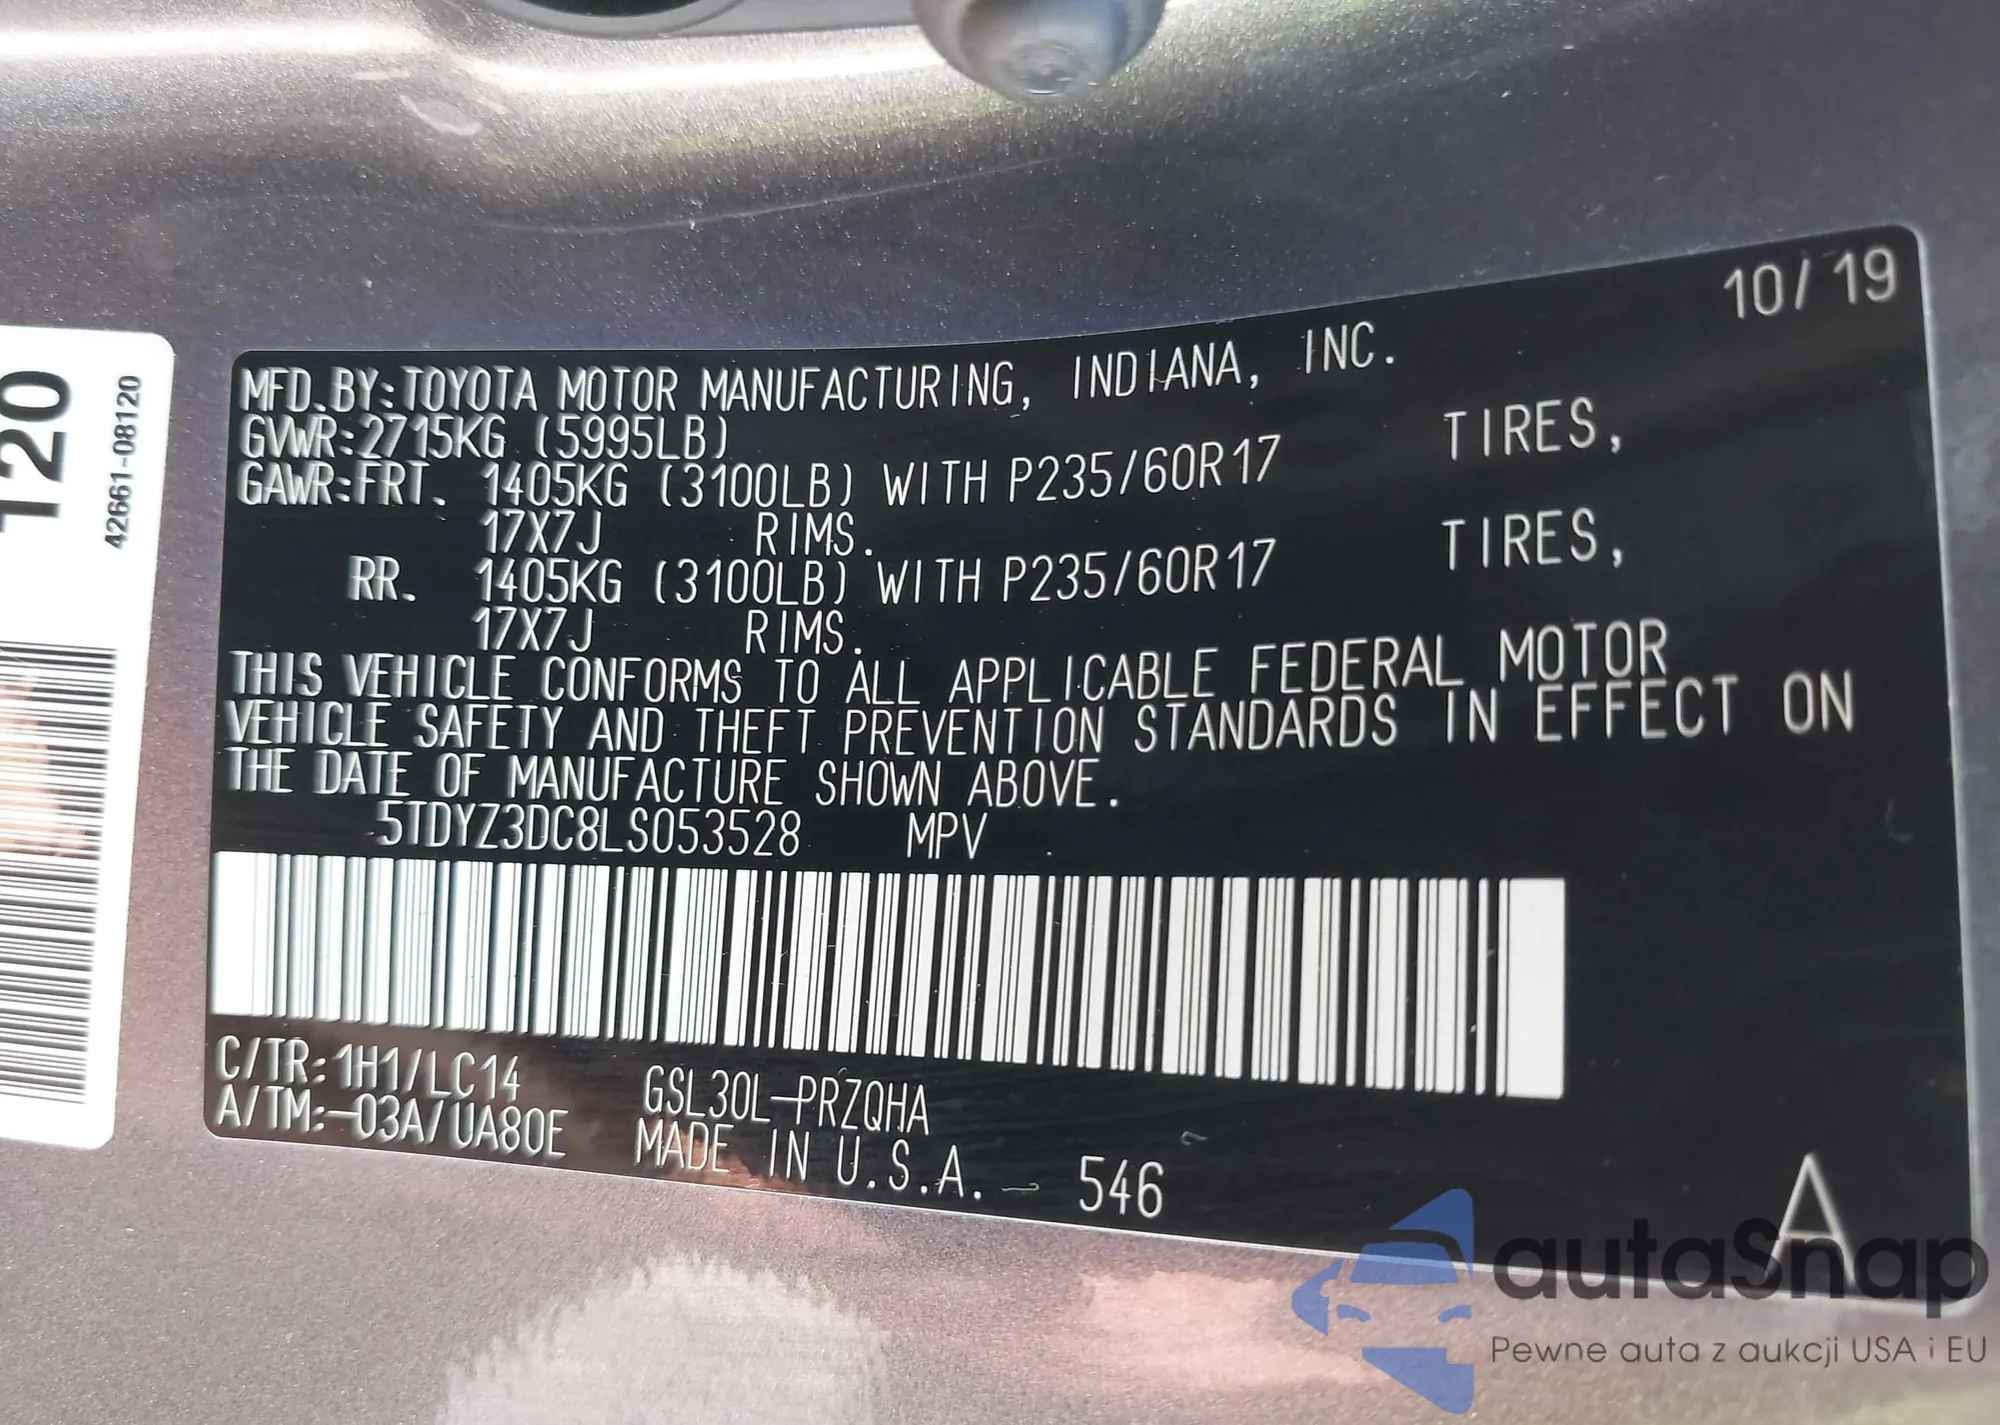 10/19
MFD.BY:TOYOTA MOTOR MANUFACTURING, INDIANA, INC.
GVWR:2715KG (5995LB)
GAWR:FRT. 1405KG (3100LB) WITH P235/60R17 TIRES,
17X7J RIMS.
RR. 1405KG (3100LB) WITH P235/60R17 TIRES,
17X7J RIMS.
THIS VEHICLE CONFORMS TO ALL APPLICABLE FEDERAL MOTOR
VEHICLE SAFETY AND THEFT PREVENTION STANDARDS IN EFFECT ON
THE DATE OF MANUFACTURE SHOWN ABOVE.
5TDYZ3DC8LS053528 MPV
C/TR:1H1/LC14 GSL30L-PRZQHA
A/TM:-03A/UA80E MADE IN U.S.A. 546
A
120
42661-08120
autaSnap
Pewne auta z aukcji USA i EU